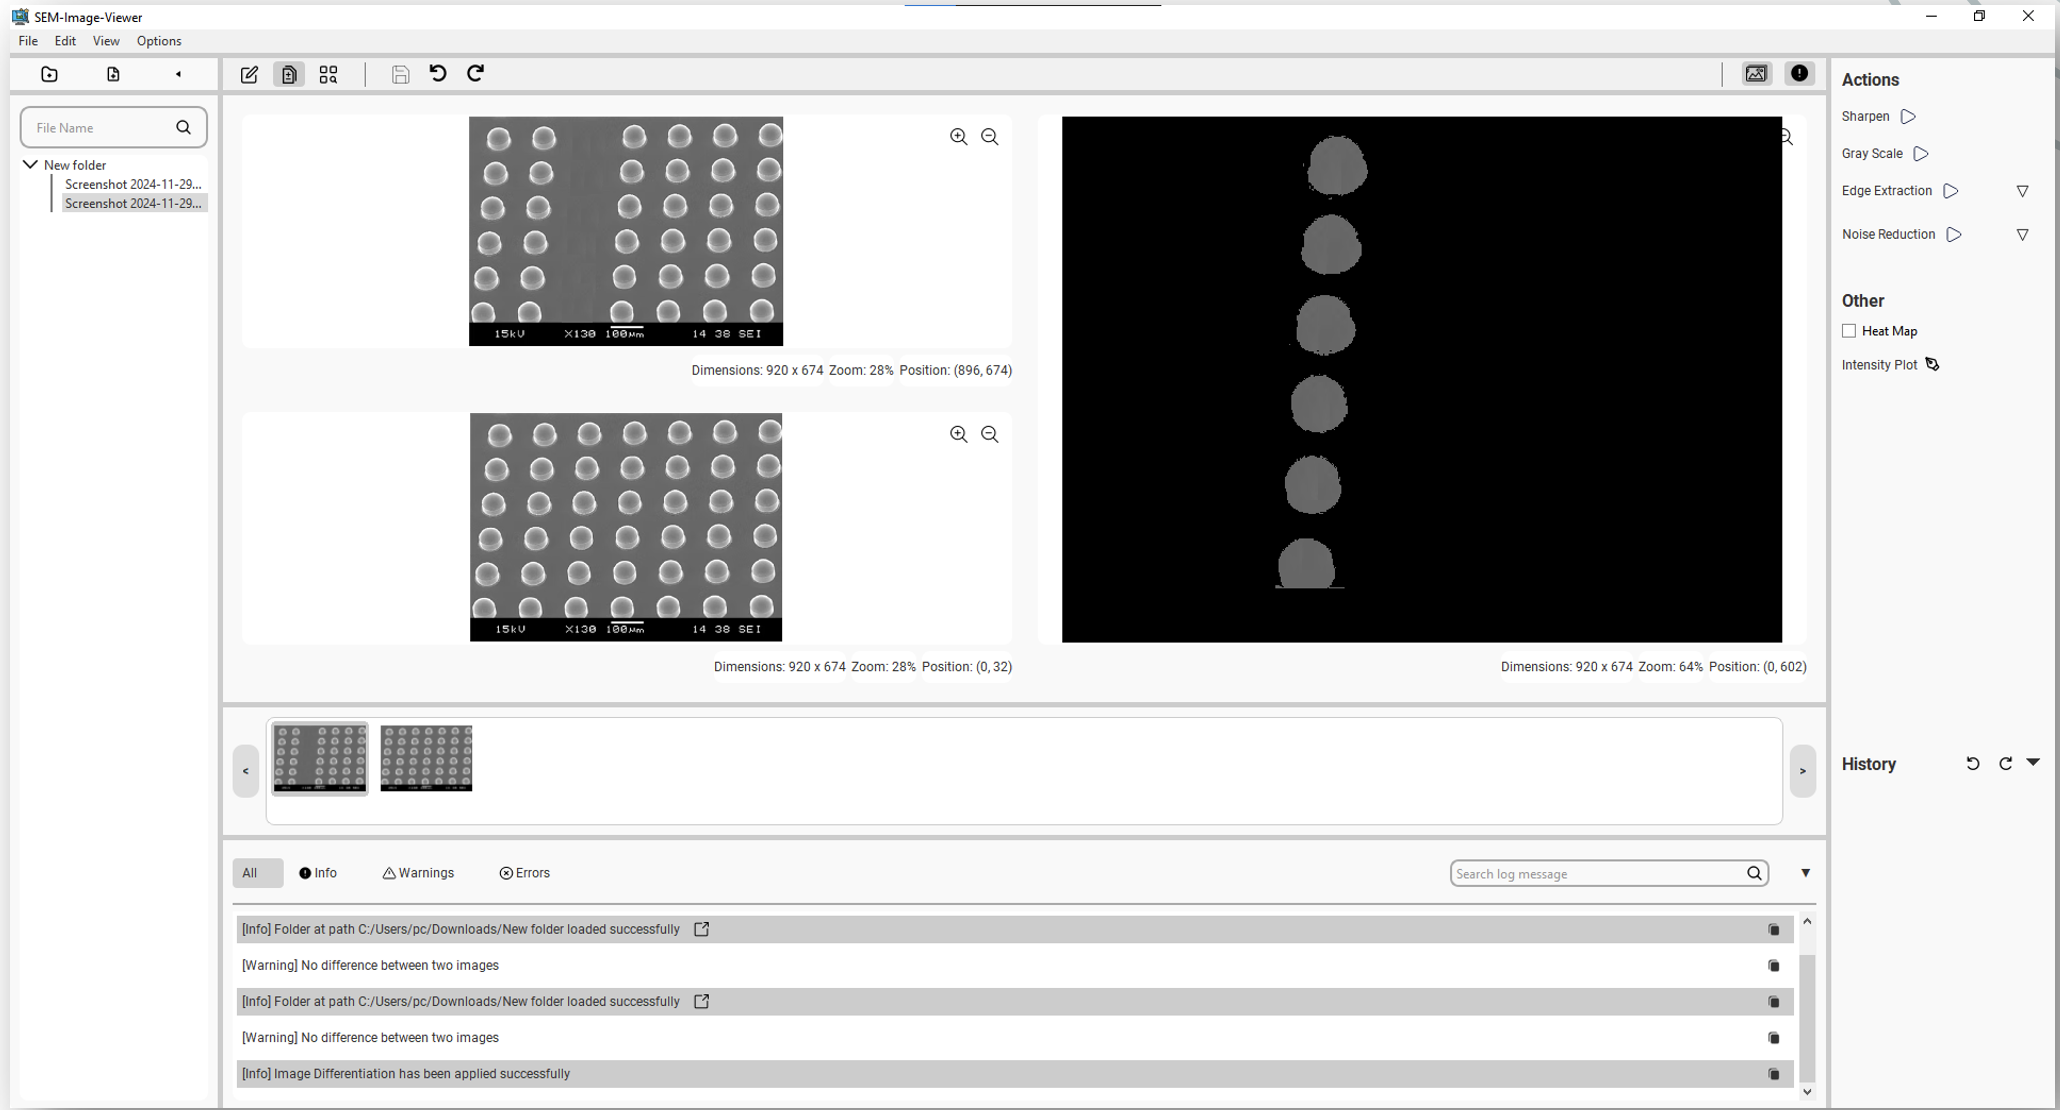 SEM-Image-Viewer
File Edit View Options
File Name
New folder
Screenshot 2024-11-29...
Screenshot 2024-11-29...
15kV X130 100µm 14 38 SEI
Dimensions: 920 x 674 Zoom: 28% Position: (896, 674)
15kV X130 100µm 14 38 SEI
Dimensions: 920 x 674 Zoom: 28% Position: (0, 32)
Dimensions: 920 x 674 Zoom: 64% Position: (0, 602)
<
>
All Info Warnings Errors
Search log message
[Info] Folder at path C:/Users/pc/Downloads/New folder loaded successfully
[Warning] No difference between two images
[Info] Folder at path C:/Users/pc/Downloads/New folder loaded successfully
[Warning] No difference between two images
[Info] Image Differentiation has been applied successfully
Actions
Sharpen
Gray Scale
Edge Extraction
Noise Reduction
Other
Heat Map
Intensity Plot
History